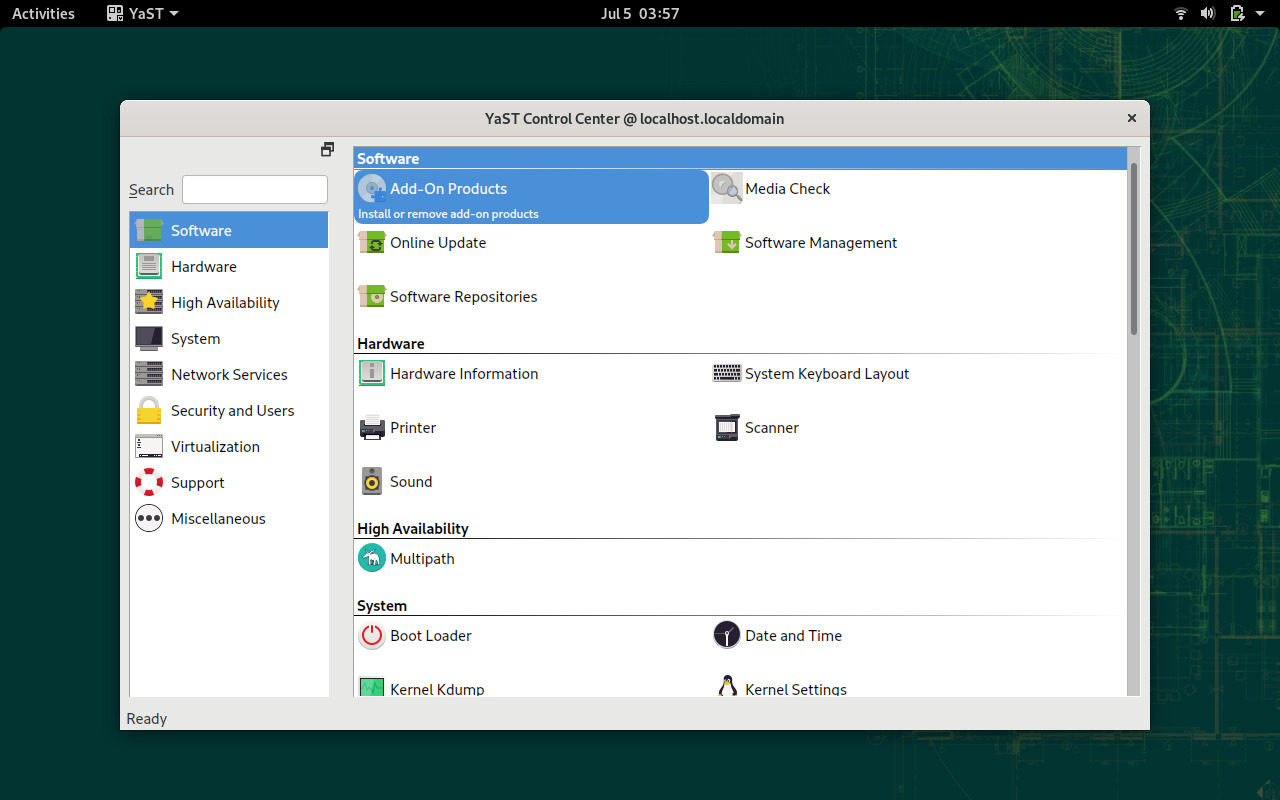 Activities YaST Jul 5 03:57
YaST Control Center @ localhost.localdomain
Search
Software
Hardware
High Availability
System
Network Services
Security and Users
Virtualization
Support
Miscellaneous
Software
Add-On Products Media Check
Install or remove add-on products
Online Update Software Management
Software Repositories
Hardware
Hardware Information System Keyboard Layout
Printer Scanner
Sound
High Availability
Multipath
System
Boot Loader Date and Time
Kernel Kdump Kernel Settings
Ready